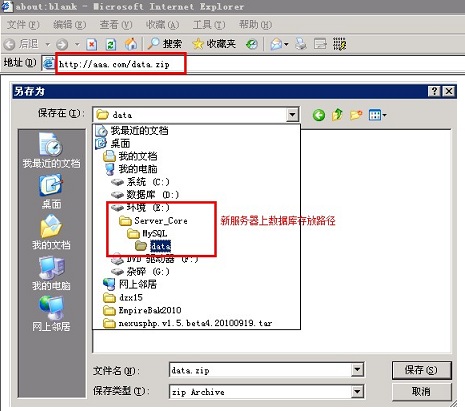 about:blank - Microsoft Internet Explorer
文件(F) 编辑(E) 查看(V) 收藏(A) 工具(T) 帮助(H)
后退 搜索 收藏夹
地址(D) http://aaa.com/data.zip
另存为
保存在(I): data
我最近的文档
桌面
我的文档
我的电脑
系统 (C:)
数据库 (D:)
环境 (E:)
Server_Core
MySQL
data
DVD 驱动器 (F:)
杂碎 (G:)
网上邻居
dzx15
EmpireBak2010
nexusphp.v1.5.beta4.20100919.tar
新服务器上数据库存放路径
我最近的文档
桌面
我的文档
我的电脑
网上邻居
文件名(N): data.zip 保存(S)
保存类型(T): zip Archive 取消